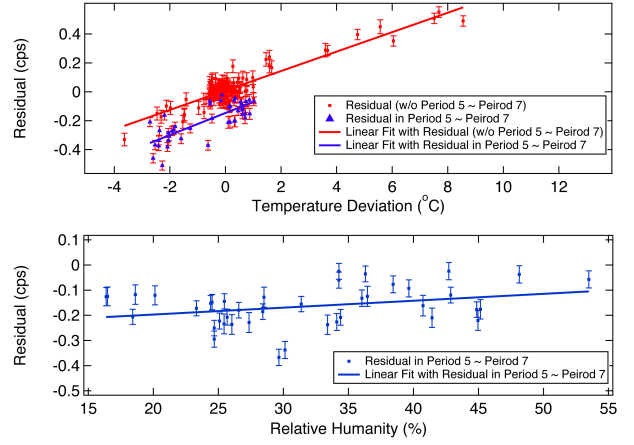 0.4
0.2
0
-0.2
-0.4
Residual (cps)
Residual (w/o Period 5 ~ Peirod 7)
Residual in Period 5 ~ Peirod 7
Linear Fit with Residual (w/o Period 5 ~ Peirod 7)
Linear Fit with Residual in Period 5 ~ Peirod 7
-4 -2 0 2 4 6 8 10 12
Temperature Deviation (°C)
0.1
0
-0.1
-0.2
-0.3
-0.4
-0.5
Residual (cps)
Residual in Period 5 ~ Peirod 7
Linear Fit with Residual in Period 5 ~ Peirod 7
15 20 25 30 35 40 45 50 55
Relative Humanity (%)